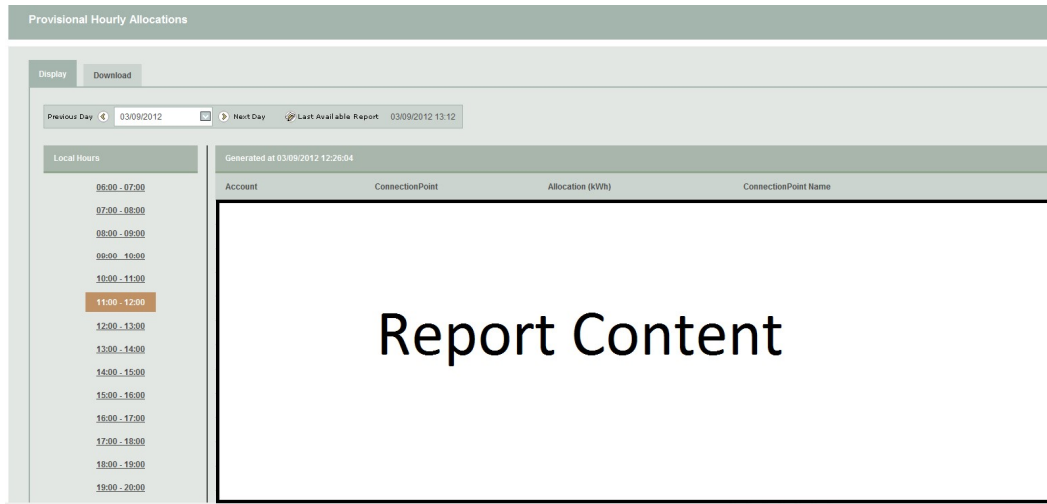 Provisional Hourly Allocations
Display Download
Previous Day 03/09/2012 Next Day Last Available Report 03/09/2012 13:12
Local Hours Generated at 03/09/2012 12:26:04
Account ConnectionPoint Allocation (kWh) ConnectionPoint Name
06:00 - 07:00
07:00 - 08:00
08:00 - 09:00
09:00 10:00
10:00 - 11:00
11:00 - 12:00
12:00 - 13:00
13:00 - 14:00
14:00 - 15:00
15:00 - 16:00
16:00 - 17:00
17:00 - 18:00
18:00 - 19:00
19:00 - 20:00
Report Content